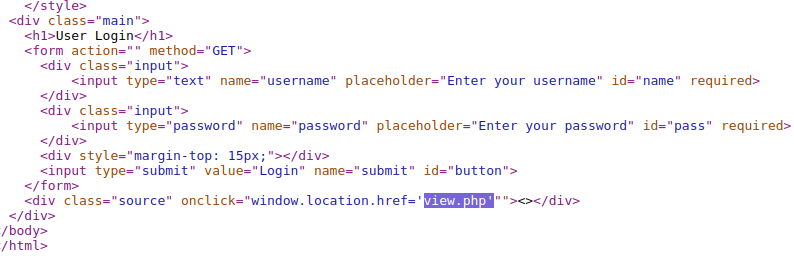 </style>
<div class="main">
<h1>User Login</h1>
<form action="" method="GET">
<div class="input">
<input type="text" name="username" placeholder="Enter your username" id="name" required>
</div>
<div class="input">
<input type="password" name="password" placeholder="Enter your password" id="pass" required>
</div>
<div style="margin-top: 15px;"></div>
<input type="submit" value="Login" name="submit" id="button">
</form>
<div class="source" onclick="window.location.href='view.php'""><></div>
</div>
</body>
</html>